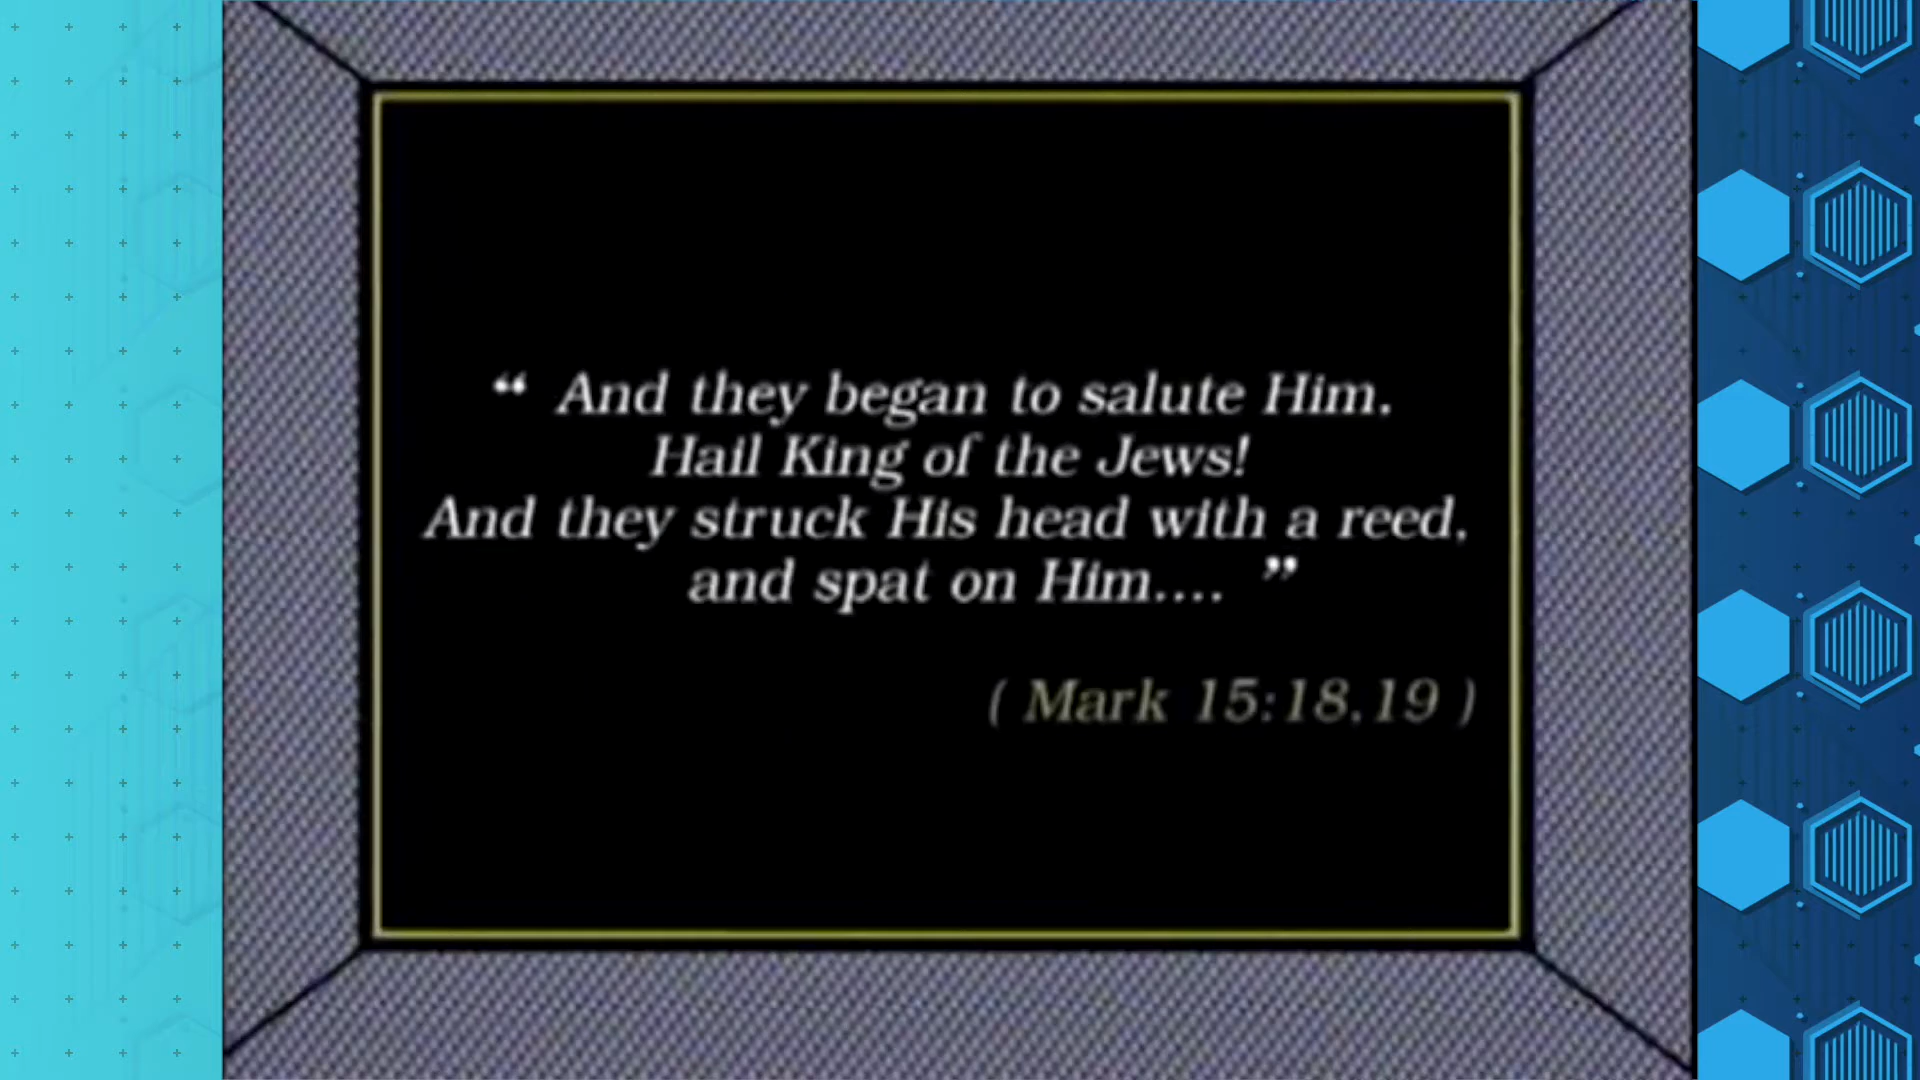 “ And they began to salute Him.
Hail King of the Jews!
And they struck His head with a reed,
and spat on Him.... ”
( Mark 15:18.19 )